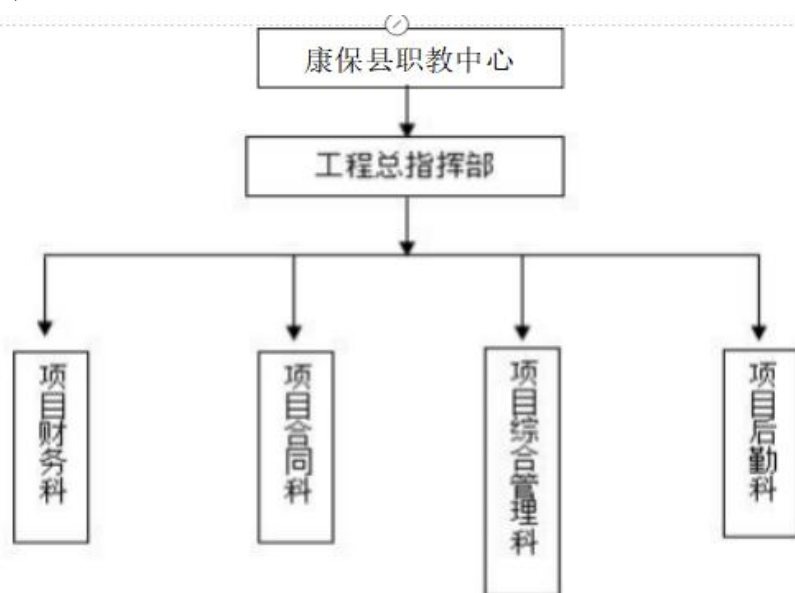 康保县职教中心
工程总指挥部
项目财务科
项目合同科
项目综合管理科
项目后勤科